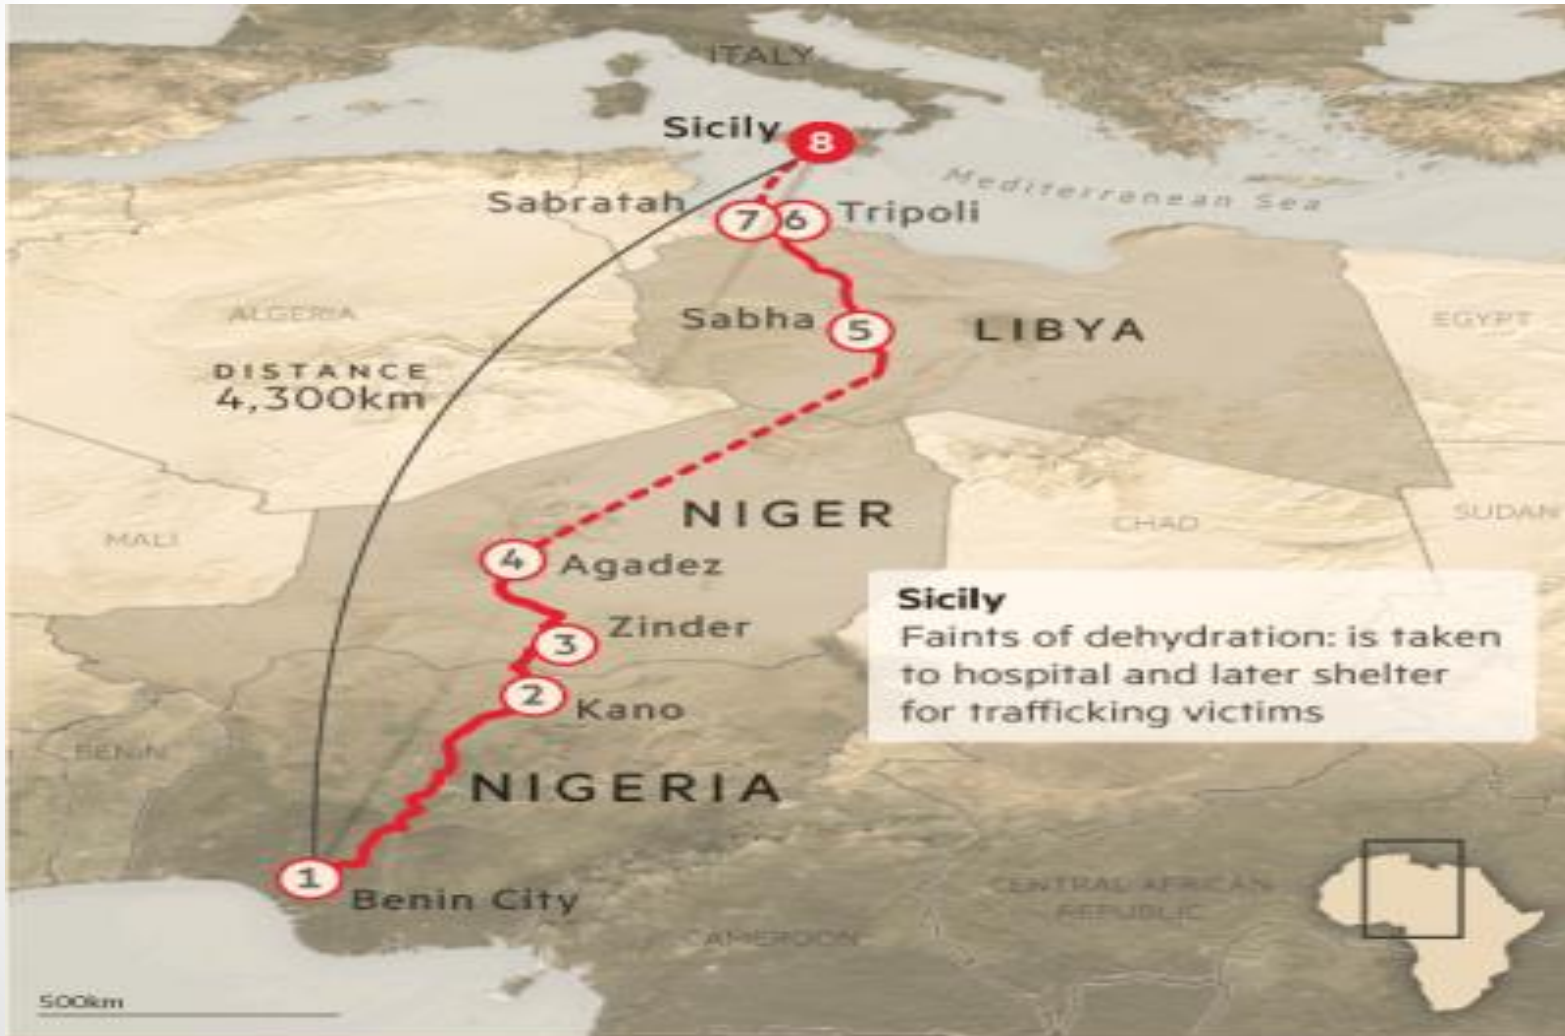 ITALY
Sicily
8
Mediterranean Sea
Sabratah
7
6
Tripoli
ALGERIA
Sabha
5
LIBYA
EGYPT
DISTANCE
4,300km
NIGER
CHAD
SUDAN
MALI
4
Agadez
3
Zinder
2
Kano
Sicily
Faints of dehydration: is taken
to hospital and later shelter
for trafficking victims
BENIN
NIGERIA
1
Benin City
CENTRAL AFRICAN
REPUBLIC
CAMEROON
500km